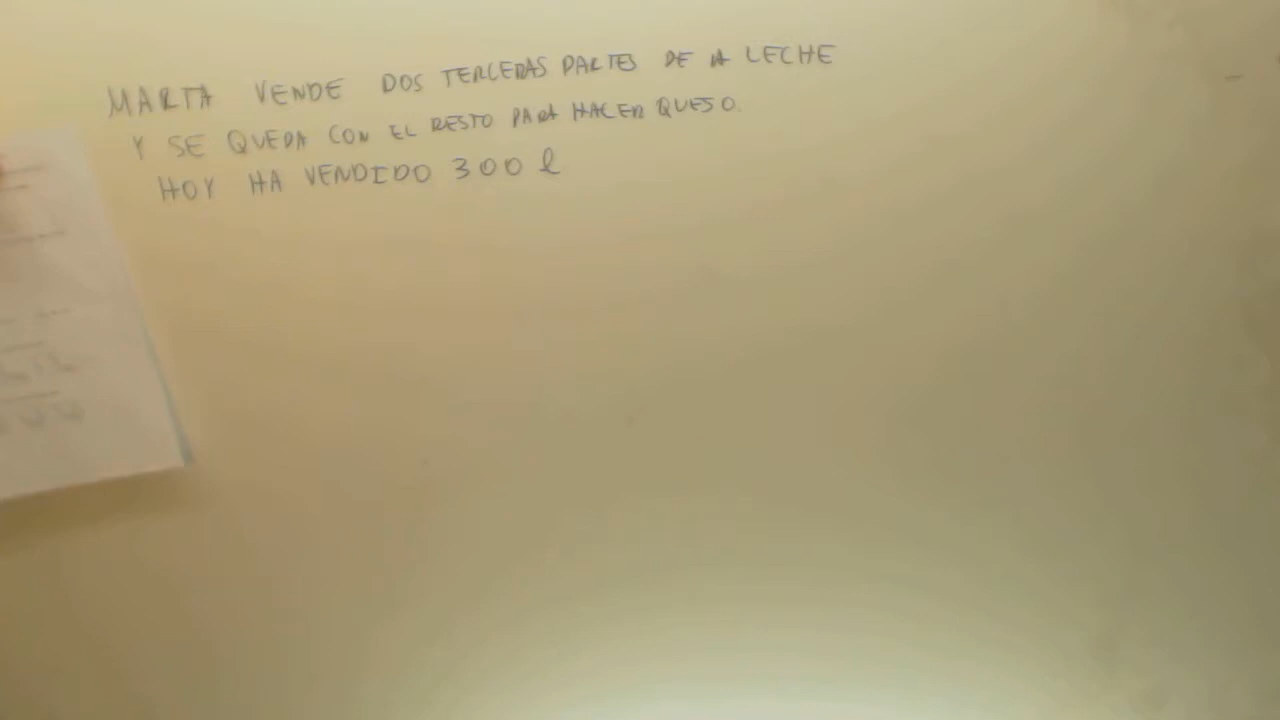 MARTA VENDE DOS TERCERAS PARTES DE A LECHE
Y SE QUEDA CON EL RESTO PARA HACER QUESO.
HOY HA VENDIDO 300 l